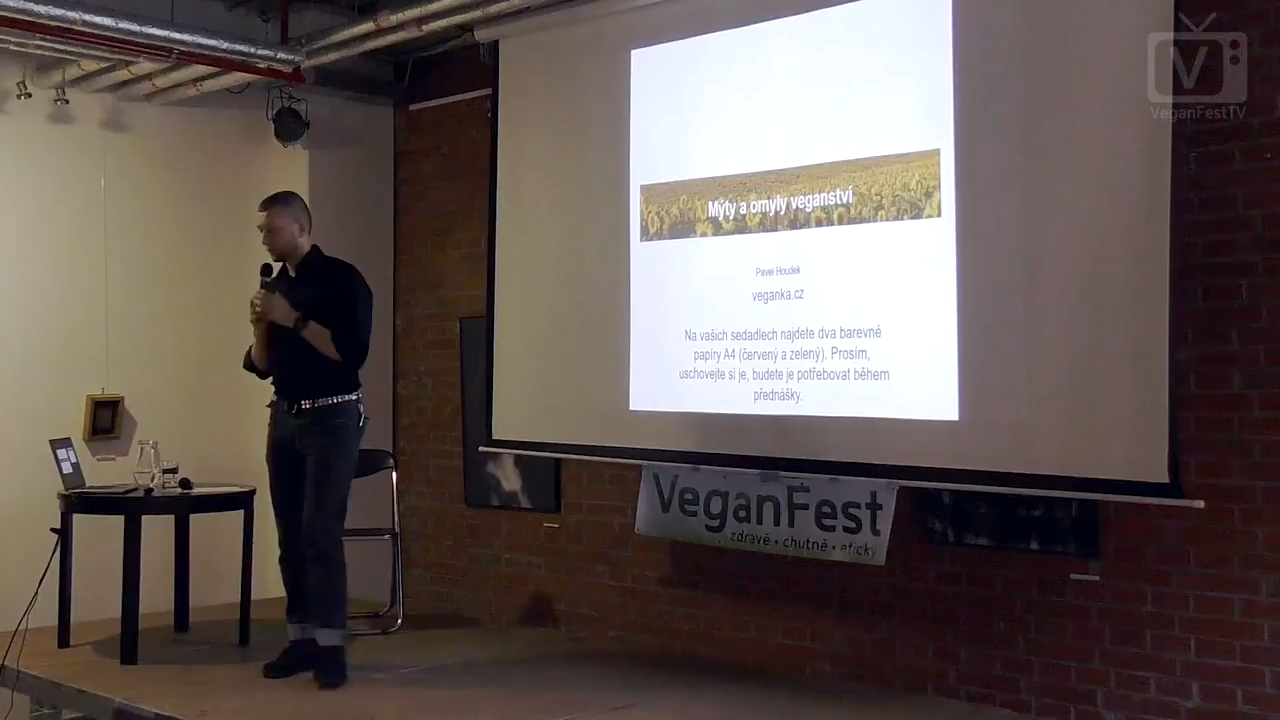 VeganFestTV
Mýty a omyly veganství
Pavel Houdek
veganka.cz
Na vašich sedadlech najdete dva barevné
papíry A4 (červený a zelený). Prosím,
uschovejte si je, budete je potřebovat během
přednášky.
VeganFest
zdravě • chutně • eticky